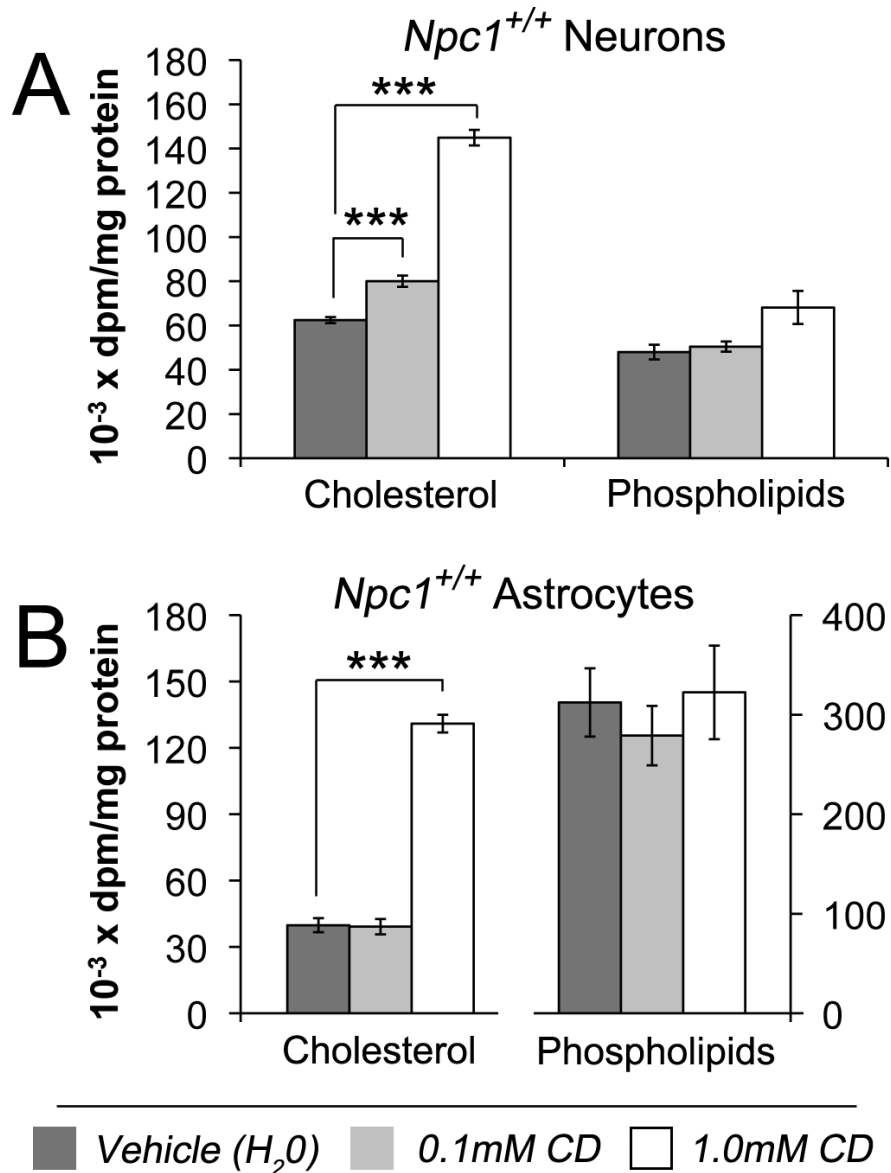 A
Npc1+/+ Neurons
10-3 x dpm/mg protein
180
160
140
120
100
80
60
40
20
0
***
***
Cholesterol
Phospholipids
B
Npc1+/+ Astrocytes
10-3 x dpm/mg protein
180
150
120
90
60
30
0
***
400
300
200
100
0
Cholesterol
Phospholipids
Vehicle (H20) 0.1mM CD 1.0mM CD